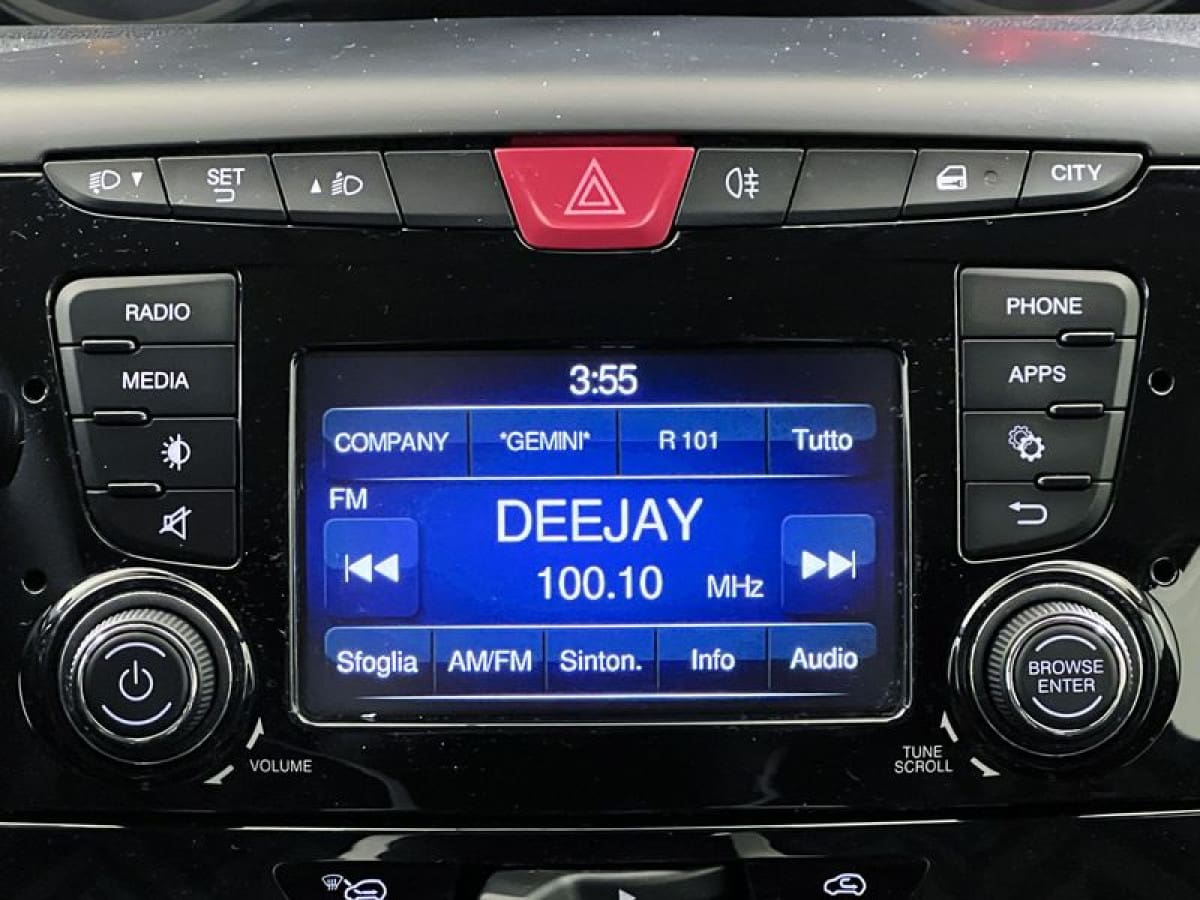 SET
CITY
RADIO
MEDIA
PHONE
APPS
3:55
COMPANY *GEMINI* R 101 Tutto
FM
DEEJAY
100.10 MHz
Sfoglia AM/FM Sinton. Info Audio
VOLUME
BROWSE
ENTER
TUNE
SCROLL